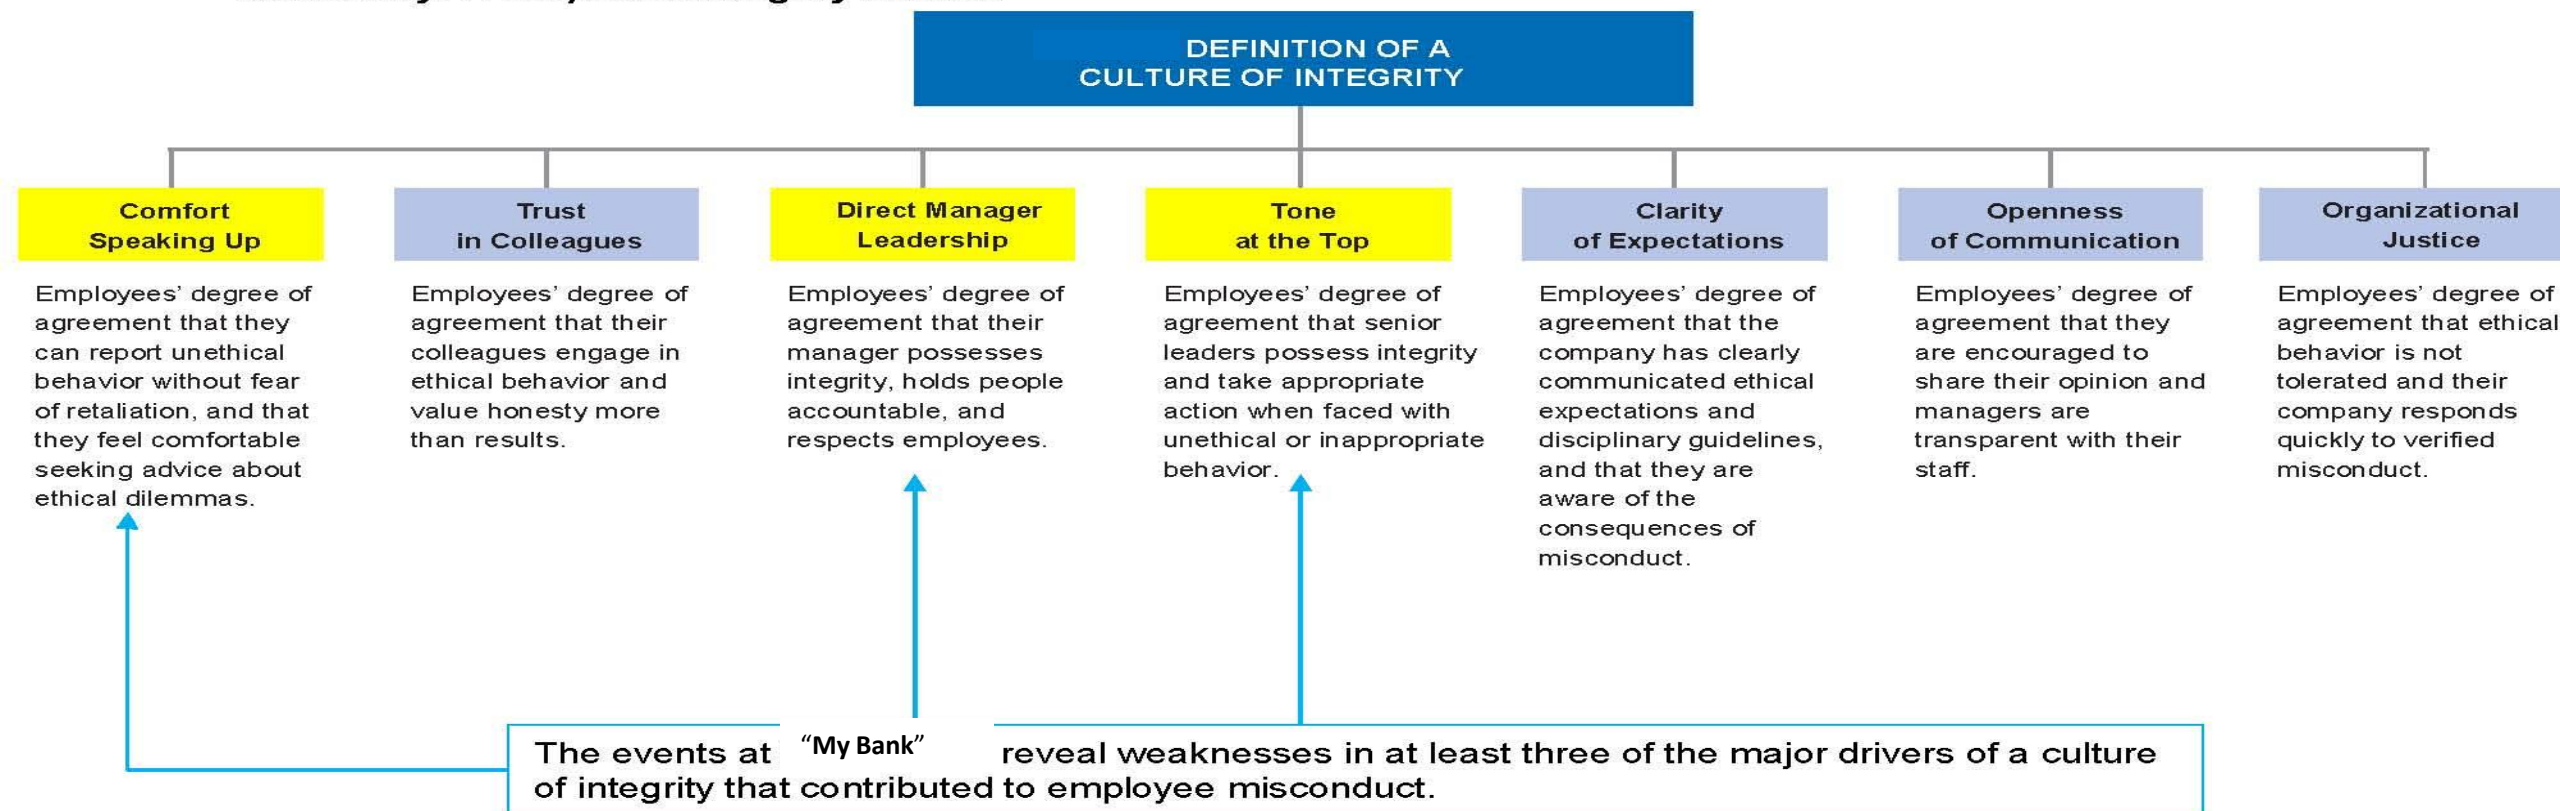 DEFINITION OF A
CULTURE OF INTEGRITY
Comfort
Speaking Up
Employees’ degree of
agreement that they
can report unethical
behavior without fear
of retaliation, and that
they feel comfortable
seeking advice about
ethical dilemmas.
Trust
in Colleagues
Employees’ degree of
agreement that their
colleagues engage in
ethical behavior and
value honesty more
than results.
Direct Manager
Leadership
Employees’ degree of
agreement that their
manager possesses
integrity, holds people
accountable, and
respects employees.
Tone
at the Top
Employees’ degree of
agreement that senior
leaders possess integrity
and take appropriate
action when faced with
unethical or inappropriate
behavior.
Clarity
of Expectations
Employees’ degree of
agreement that the
company has clearly
communicated ethical
expectations and
disciplinary guidelines,
and that they are
aware of the
consequences of
misconduct.
Openness
of Communication
Employees’ degree of
agreement that they
are encouraged to
share their opinion and
managers are
transparent with their
staff.
Organizational
Justice
Employees’ degree of
agreement that ethical
behavior is not
tolerated and their
company responds
quickly to verified
misconduct.
The events at “My Bank” reveal weaknesses in at least three of the major drivers of a culture
of integrity that contributed to employee misconduct.